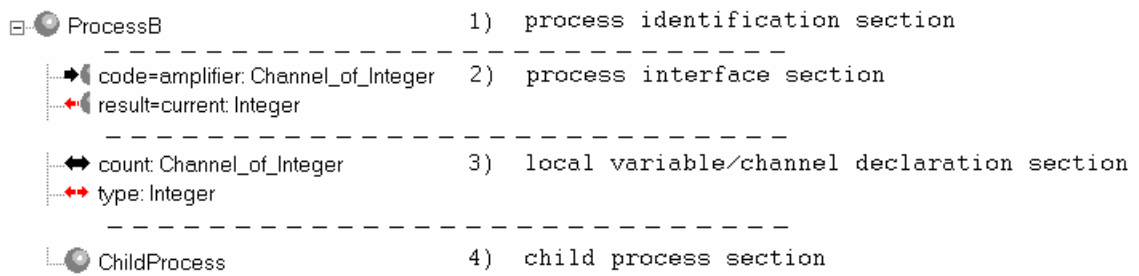 ProcessB 1) process identification section
code=amplifier: Channel_of_Integer 2) process interface section
result=current: Integer
count: Channel_of_Integer 3) local variable/channel declaration section
type: Integer
ChildProcess 4) child process section